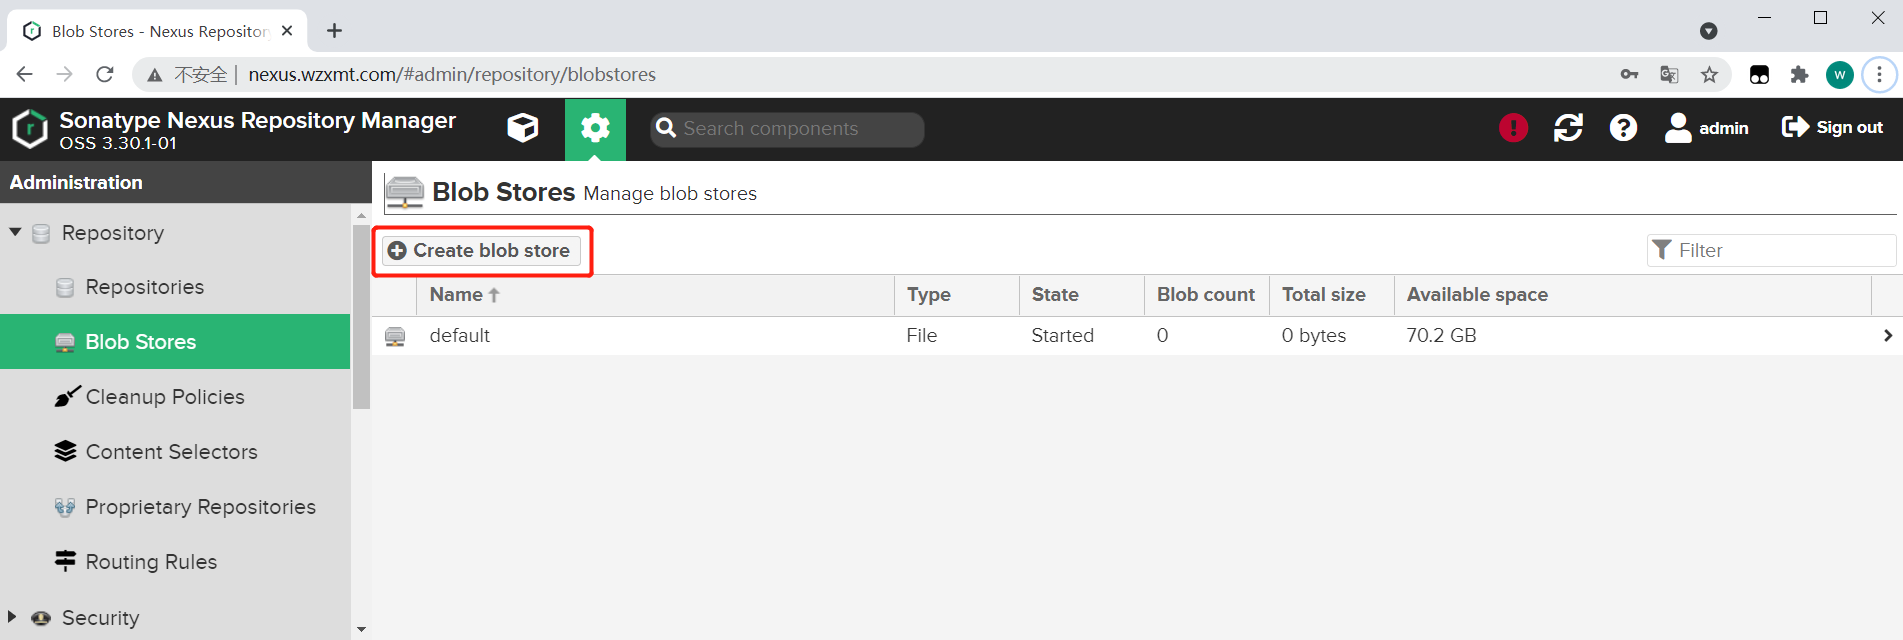 Blob Stores - Nexus Repository
不安全 | nexus.wzxmt.com/#admin/repository/blobstores
W
Sonatype Nexus Repository Manager
OSS 3.30.1-01
Search components
admin
Sign out
Administration
Repository
Repositories
Blob Stores
Cleanup Policies
Content Selectors
Proprietary Repositories
Routing Rules
Security
Blob Stores Manage blob stores
Create blob store
Filter
Name Type State Blob count Total size Available space
default File Started 0 0 bytes 70.2 GB